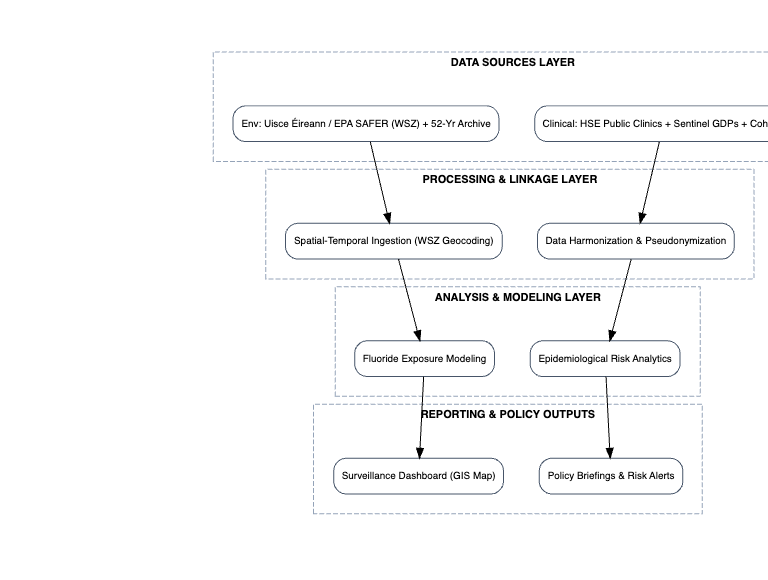 DATA SOURCES LAYER
Env: Uisce Éireann / EPA SAFER (WSZ) + 52-Yr Archive
Clinical: HSE Public Clinics + Sentinel GDPs +
PROCESSING & LINKAGE LAYER
Spatial-Temporal Ingestion (WSZ Geocoding)
Data Harmonization & Pseudonymization
ANALYSIS & MODELING LAYER
Fluoride Exposure Modeling
Epidemiological Risk Analytics
REPORTING & POLICY OUTPUTS
Surveillance Dashboard (GIS Map)
Policy Briefings & Risk Alerts